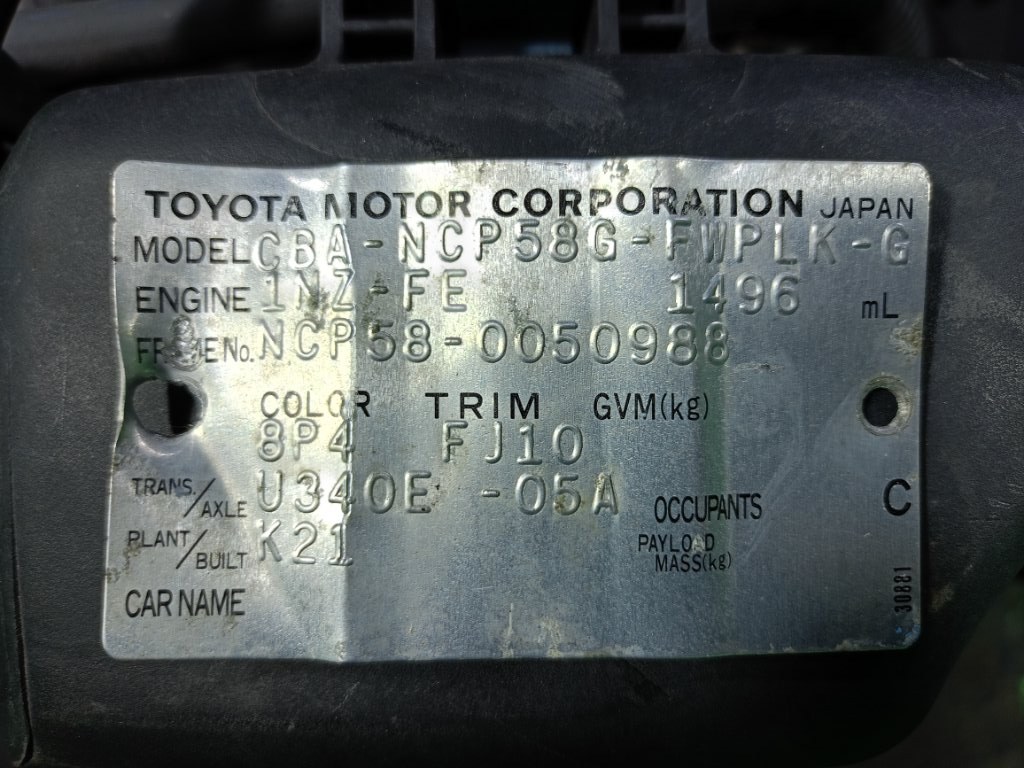 TOYOTA MOTOR CORPORATION JAPAN
MODEL CBA-NCP58G-FWPLK-G
ENGINE 1NZ-FE 1496 mL
FRAME No. NCP58-0050988
COLOR TRIM GVM(kg)
8P4 FJ10
TRANS./AXLE U340E -05A OCCUPANTS C
PLANT/BUILT K21 PAYLOAD MASS(kg)
CAR NAME
30881